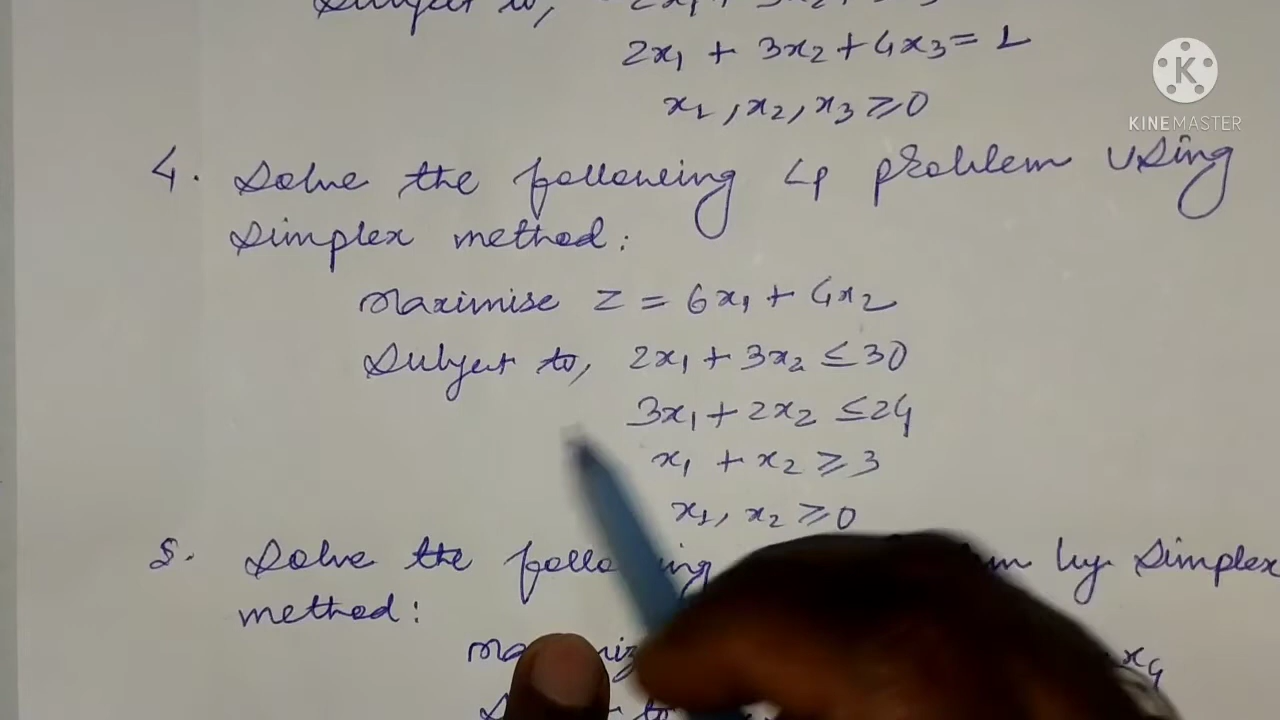 2x₁ + 3x₂ + 4x₃ = 1
x₁, x₂, x₃ ≥ 0
K
KINEMASTER
4. Solve the following LP problem using
simplex method:
Maximise Z = 6x₁ + 4x₂
Subject to, 2x₁ + 3x₂ ≤ 30
3x₁ + 2x₂ ≤ 24
x₁ + x₂ ≥ 3
x₁, x₂ ≥ 0
5. Solve the following by simplex
method:
x₄